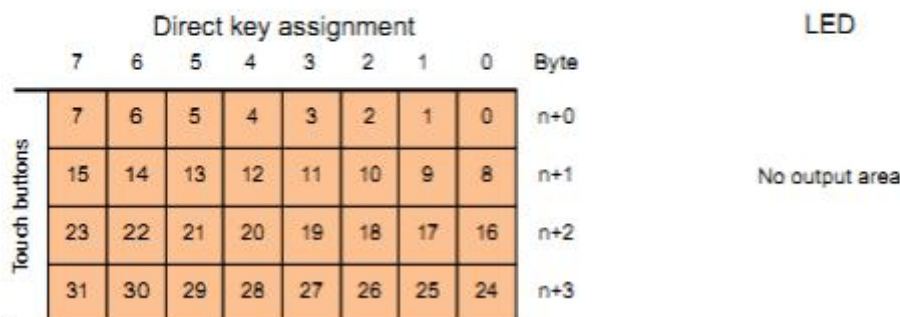 Direct key assignment
LED
7 6 5 4 3 2 1 0 Byte
7 6 5 4 3 2 1 0 n+0
15 14 13 12 11 10 9 8 n+1
No output area
23 22 21 20 19 18 17 16 n+2
31 30 29 28 27 26 25 24 n+3
Touch buttons